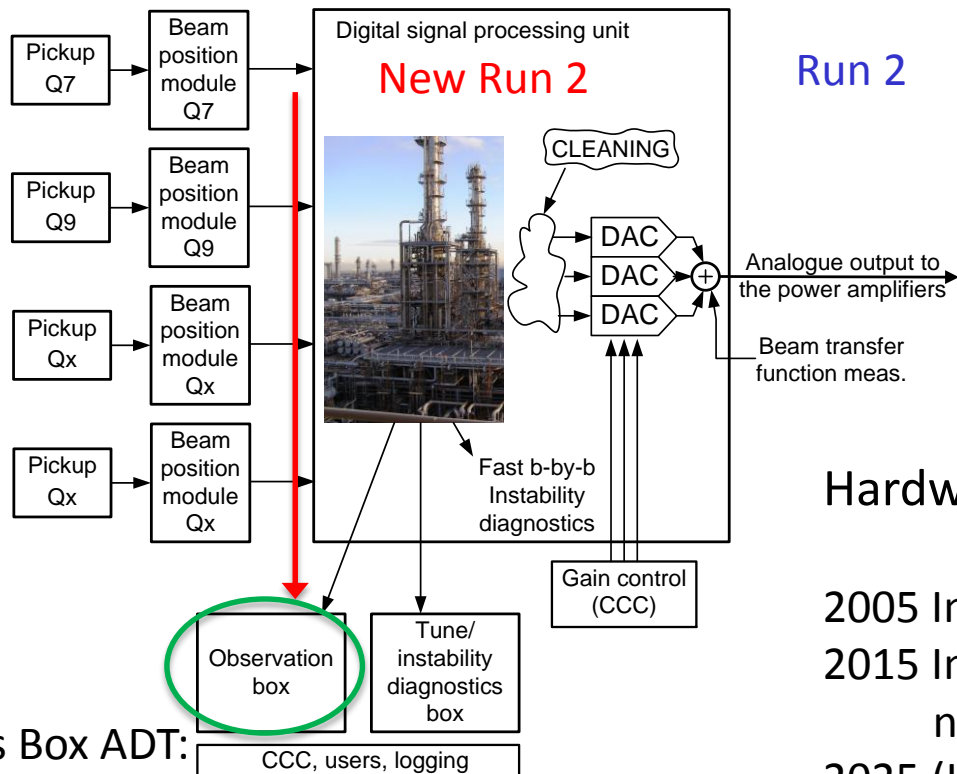 Pickup
Q7
Beam
position
module
Q7
Pickup
Q9
Beam
position
module
Q9
Pickup
Qx
Beam
position
module
Qx
Pickup
Qx
Beam
position
module
Qx
Digital signal processing unit
New Run 2
Run 2
CLEANING
DAC
DAC
DAC
+
Analogue output to
the power amplifiers
Beam transfer
function meas.
Fast b-by-b
Instability
diagnostics
Gain control
(CCC)
Observation
box
Tune/
instability
diagnostics
box
CCC, users, logging
s Box ADT:
Hardw
2005 In
2015 In
n